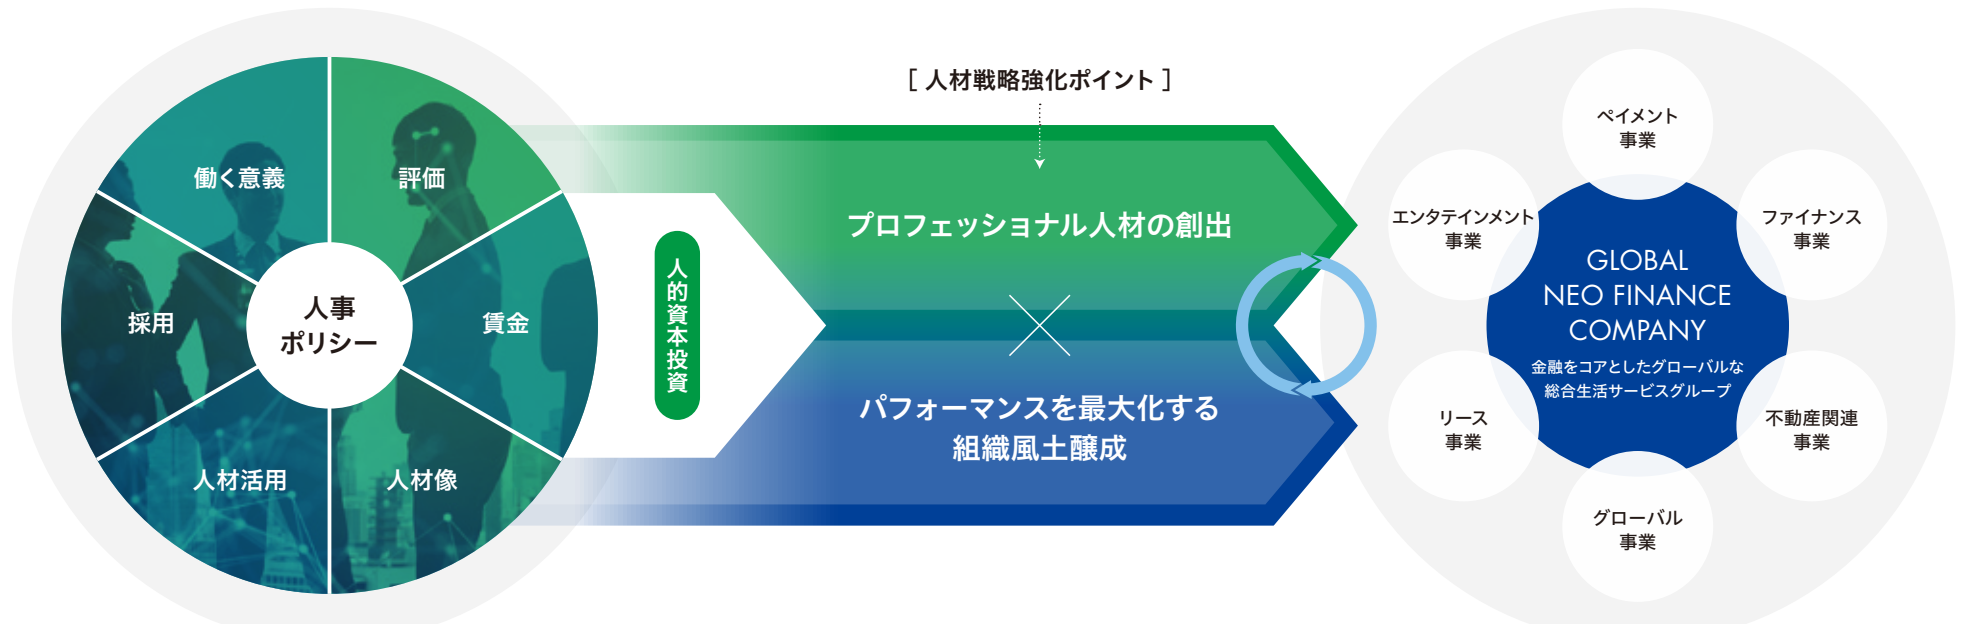 働く意義
評価
採用
賃金
人材活用
人材像
人事
ポリシー
人的資本投資
[ 人材戦略強化ポイント ]
プロフェッショナル人材の創出
パフォーマンスを最大化する
組織風土醸成
ペイメント
事業
エンタテインメント
事業
ファイナンス
事業
GLOBAL
NEO FINANCE
COMPANY
金融をコアとしたグローバルな
総合生活サービスグループ
リース
事業
不動産関連
事業
グローバル
事業